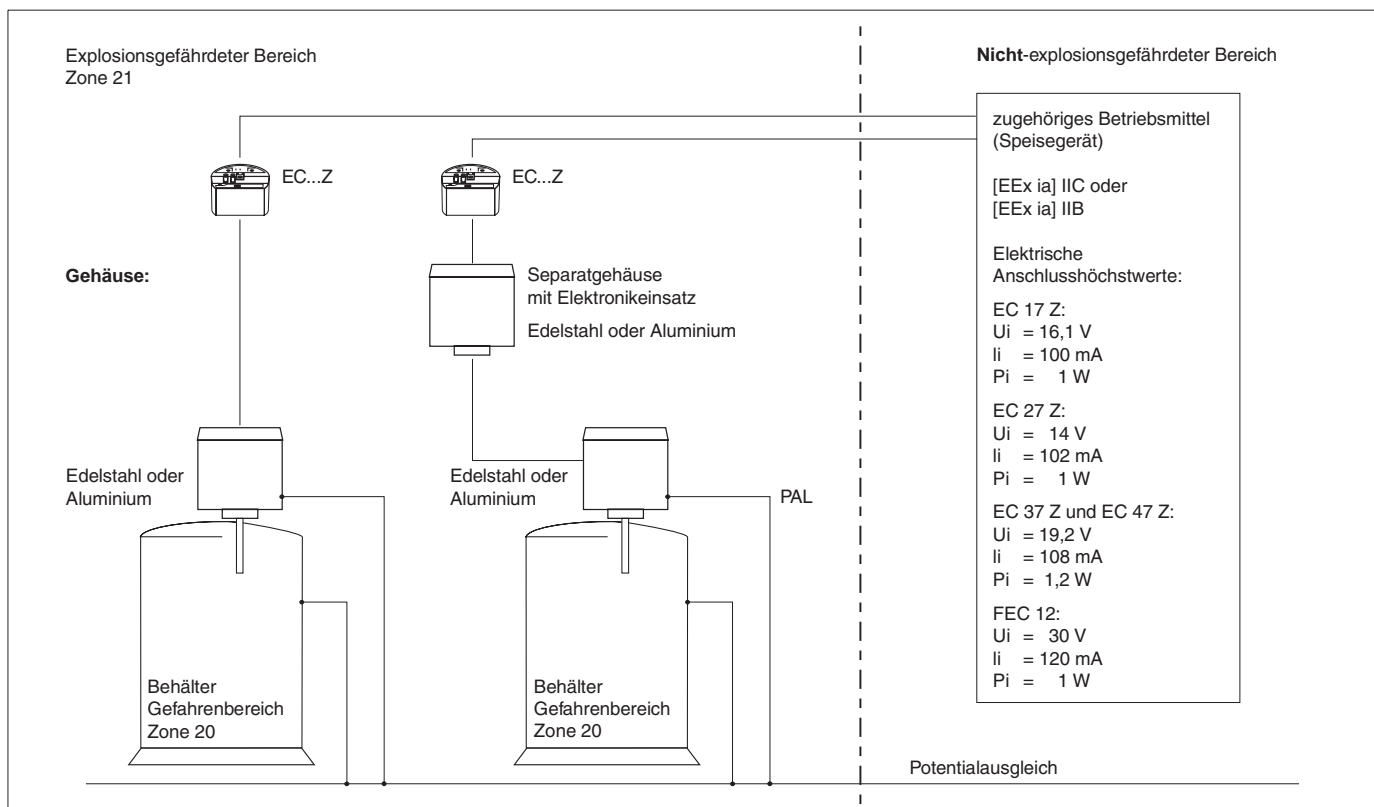 Explosionsgefährdeter Bereich
Zone 21
EC...Z
EC...Z
Gehäuse:
Separatgehäuse
mit Elektronikeinsatz
Edelstahl oder Aluminium
Edelstahl oder
Aluminium
Edelstahl oder
Aluminium
PAL
Behälter
Gefahrenbereich
Zone 20
Behälter
Gefahrenbereich
Zone 20
Nicht-explosionsgefährdeter Bereich
zugehöriges Betriebsmittel
(Speisegerät)
[EEx ia] IIC oder
[EEx ia] IIB
Elektrische
Anschlusshöchstwerte:
EC 17 Z:
Ui = 16,1 V
Ii = 100 mA
Pi = 1 W
EC 27 Z:
Ui = 14 V
Ii = 102 mA
Pi = 1 W
EC 37 Z und EC 47 Z:
Ui = 19,2 V
Ii = 108 mA
Pi = 1,2 W
FEC 12:
Ui = 30 V
Ii = 120 mA
Pi = 1 W
Potentialausgleich